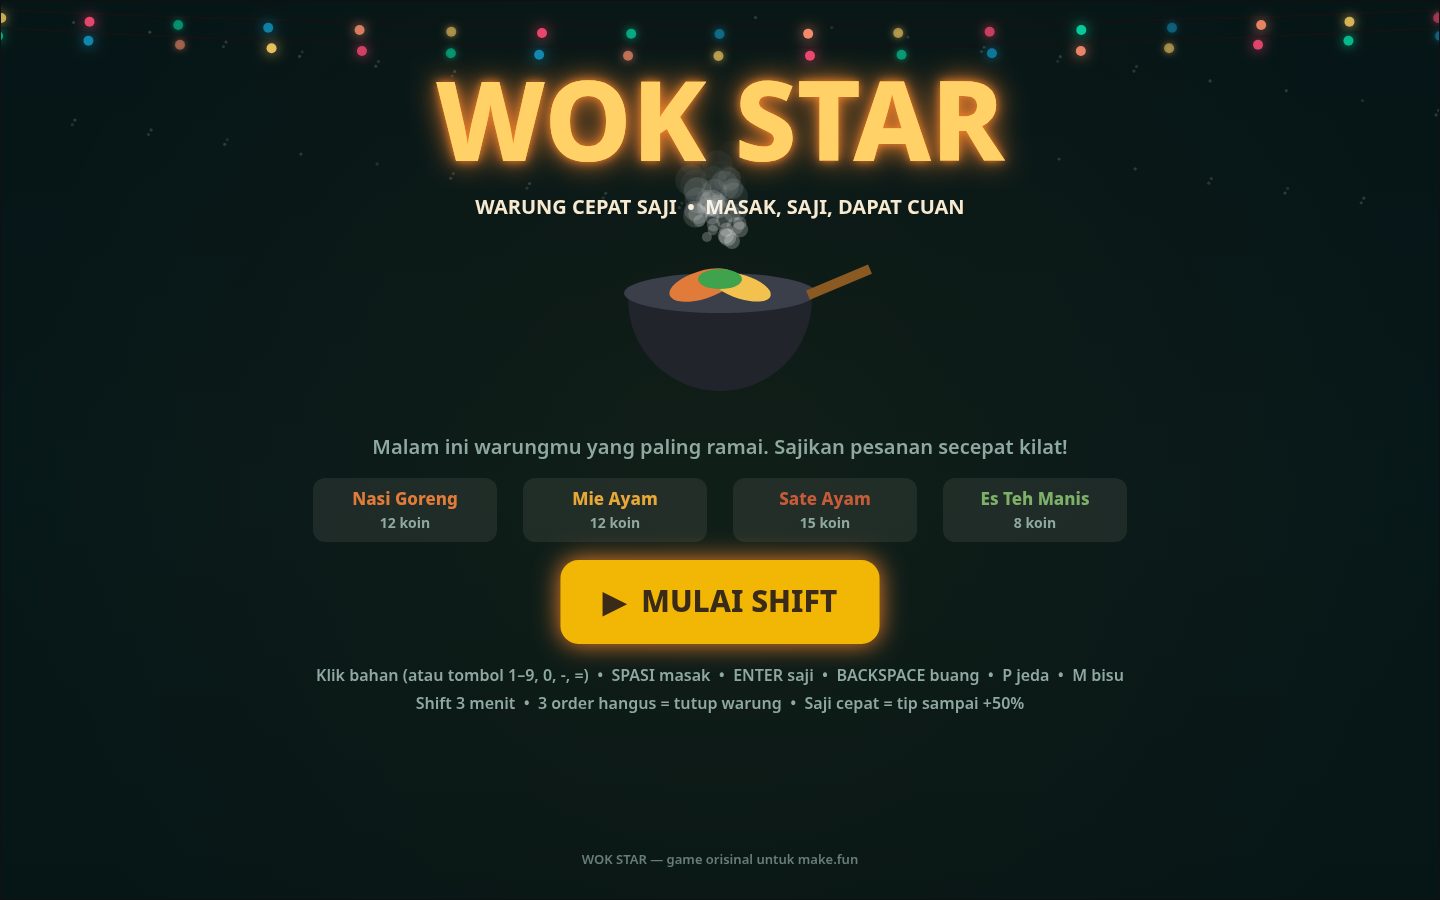 WOK STAR
WARUNG CEPAT SAJI • MASAK, SAJI, DAPAT CUAN
Malam ini warungmu yang paling ramai. Sajikan pesanan secepat kilat!
Nasi Goreng
12 koin
Mie Ayam
12 koin
Sate Ayam
15 koin
Es Teh Manis
8 koin
▶ MULAI SHIFT
Klik bahan (atau tombol 1–9, 0, -, =) • SPASI masak • ENTER saji • BACKSPACE buang • P jeda • M bisu
Shift 3 menit • 3 order hangus = tutup warung • Saji cepat = tip sampai +50%
WOK STAR — game orisinal untuk make.fun